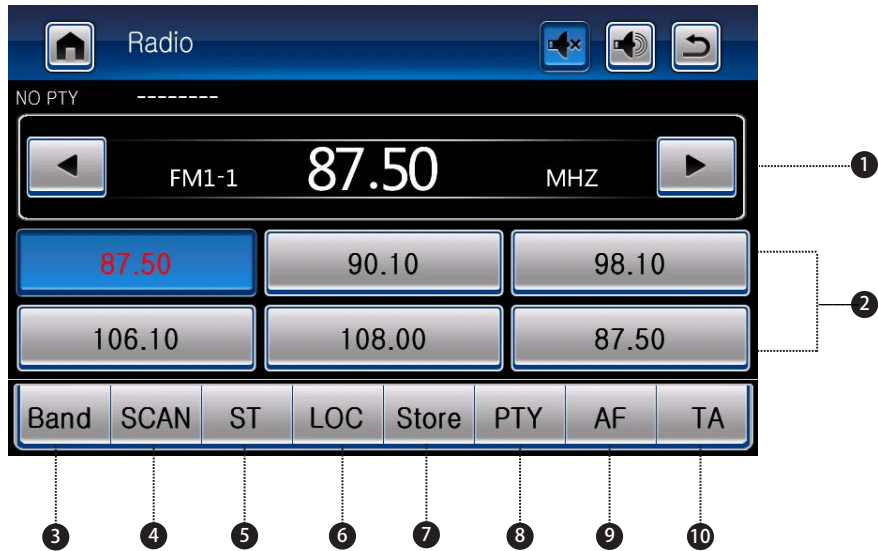 Radio
NO PTY --------
FM1-1 87.50 MHZ
1
87.50 90.10 98.10
2
106.10 108.00 87.50
Band SCAN ST LOC Store PTY AF TA
3 4 5 6 7 8 9 10